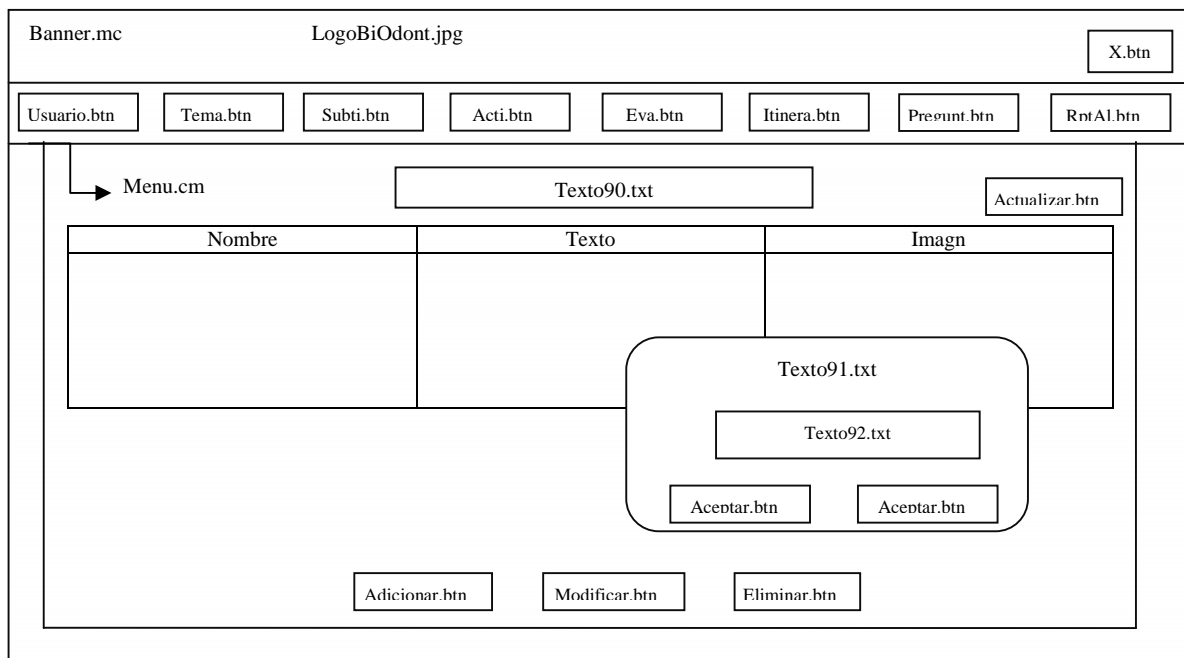 Banner.mc LogoBiOdont.jpg
X.btn
Usuario.btn Tema.btn Subti.btn Acti.btn Eva.btn Itinera.btn Pregunt.btn RptAl.btn
Menu.cm Texto90.txt
Actualizar.btn
Nombre Texto Imagn
Texto91.txt
Texto92.txt
Aceptar.btn Aceptar.btn
Adicionar.btn Modificar.btn Eliminar.btn